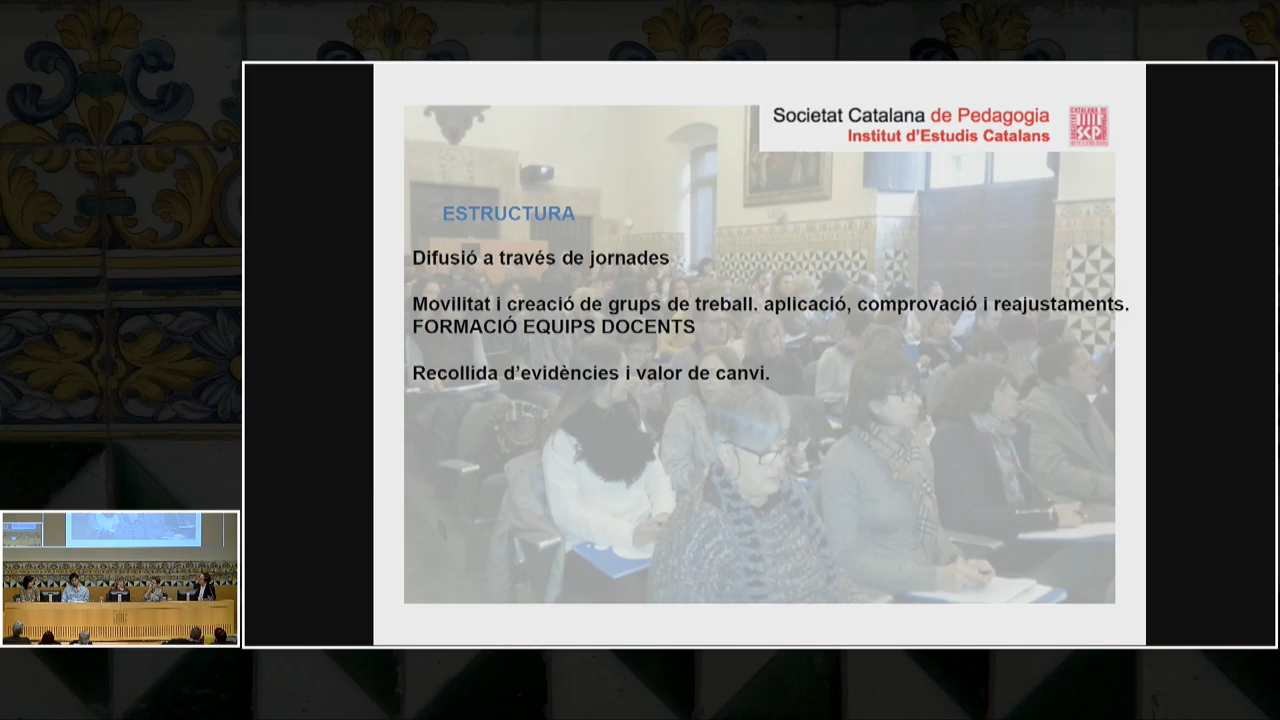 Societat Catalana de Pedagogia
Institut d'Estudis Catalans
SCP
ESTRUCTURA
Difusió a través de jornades
Movilitat i creació de grups de treball. aplicació, comprovació i reajustaments.
FORMACIÓ EQUIPS DOCENTS
Recollida d'evidències i valor de canvi.